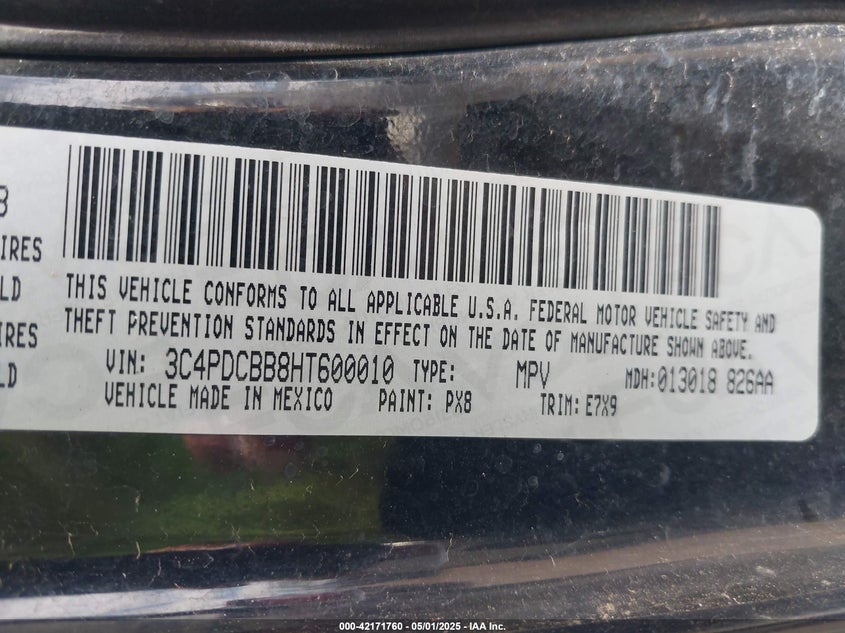 8
IRES
THIS VEHICLE CONFORMS TO ALL APPLICABLE U.S.A. FEDERAL MOTOR VEHICLE SAFETY AND
LD
THEFT PREVENTION STANDARDS IN EFFECT ON THE DATE OF MANUFACTURE SHOWN ABOVE.
IRES
VIN: 3C4PDCBB8HT600010 TYPE: MPV MDH: 013018 826AA
LD
VEHICLE MADE IN MEXICO PAINT: PX8 TRIM: E7X9
000-42171760 - 05/01/2025 - IAA Inc.